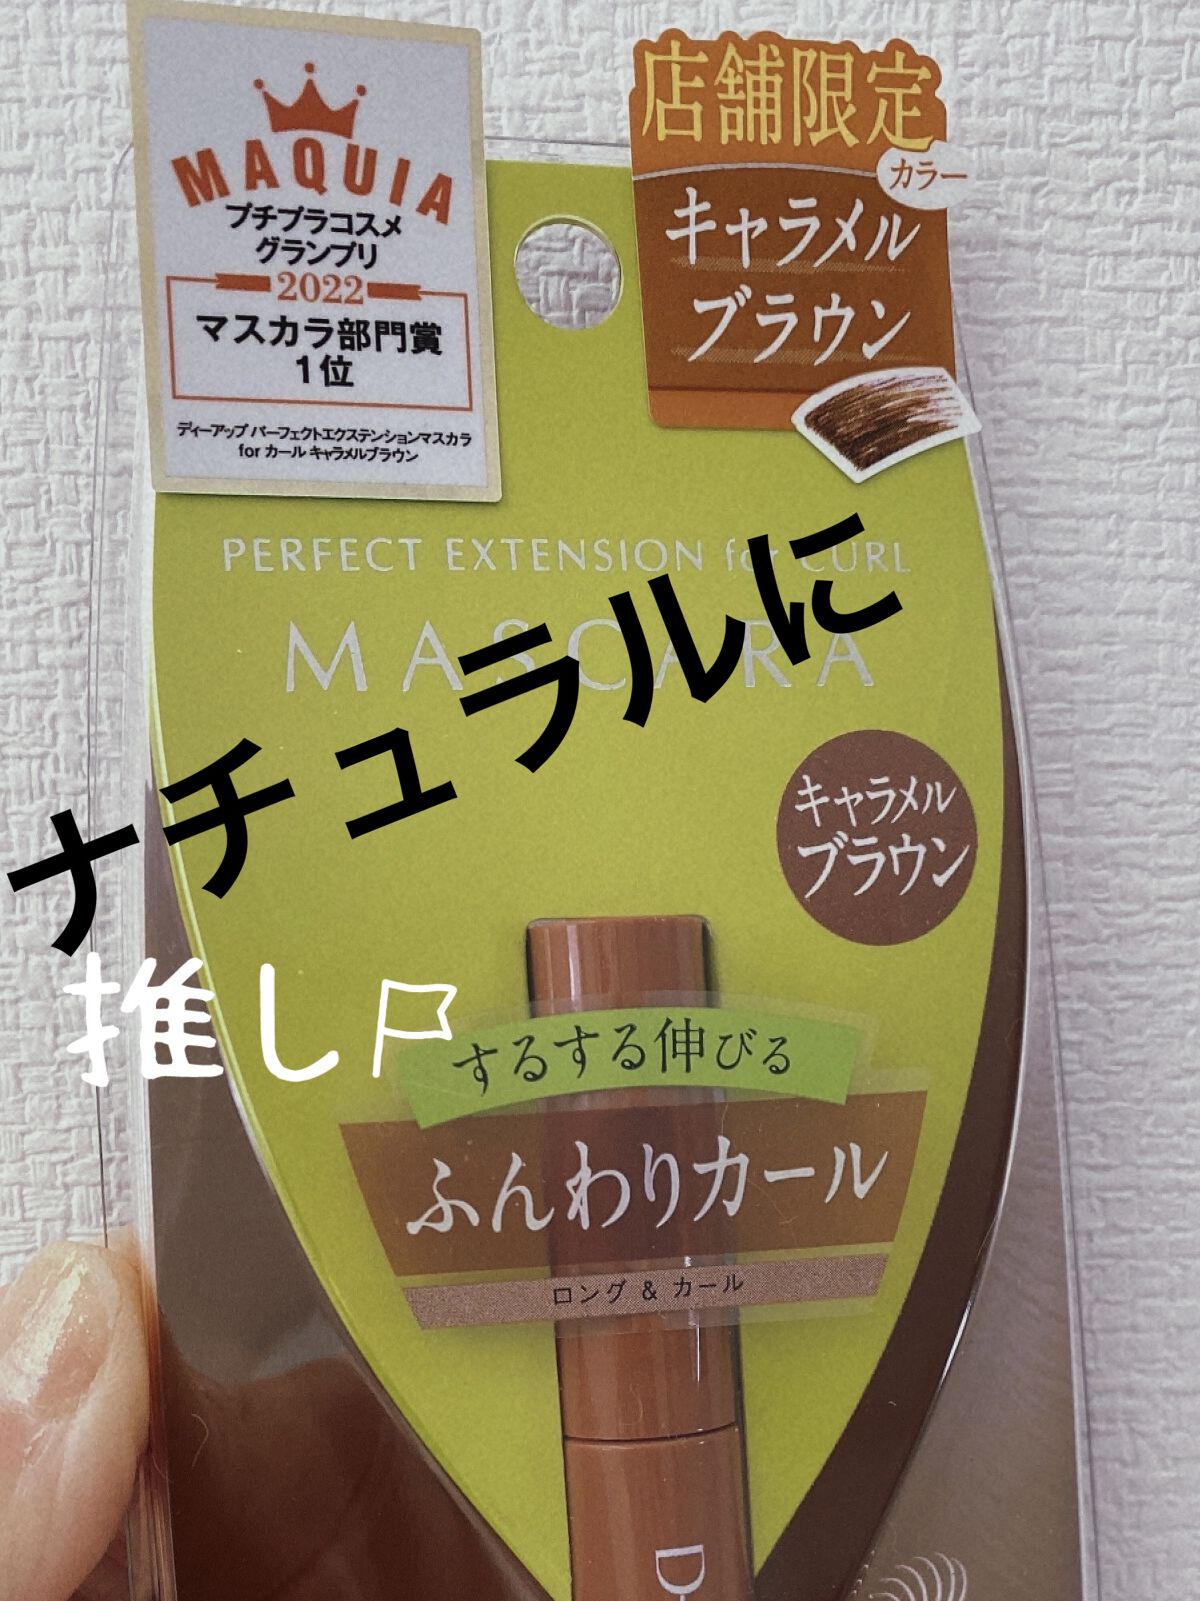 MAQUIA
プチプラコスメ
グランプリ
2022
マスカラ部門賞
1位
ディーアップ パーフェクトエクステンションマスカラ
for カール キャラメルブラウン
店舗限定
カラー
キャラメル
ブラウン
PERFECT EXTENSION for CURL
MASCARA
ナチュラルに
推し
キャラメル
ブラウン
するする伸びる
ふんわりカール
ロング & カール